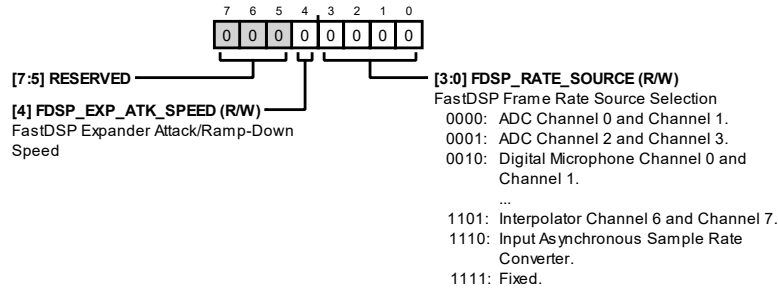 7 6 5 4 3 2 1 0
0 0 0 0 0 0 0 0
[7:5] RESERVED
[4] FDSP_EXP_ATK_SPEED (R/W)
FastDSP Expander Attack/Ramp-Down
Speed
[3:0] FDSP_RATE_SOURCE (R/W)
FastDSP Frame Rate Source Selection
0000: ADC Channel 0 and Channel 1.
0001: ADC Channel 2 and Channel 3.
0010: Digital Microphone Channel 0 and
Channel 1.
...
1101: Interpolator Channel 6 and Channel 7.
1110: Input Asynchronous Sample Rate
Converter.
1111: Fixed.